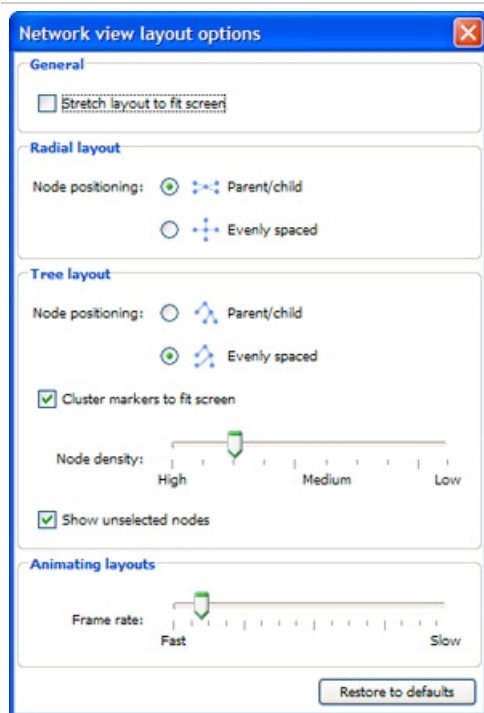 Network view layout options
General
Stretch layout to fit screen
Radial layout
Node positioning: Parent/child
Evenly spaced
Tree layout
Node positioning: Parent/child
Evenly spaced
Cluster markers to fit screen
Node density:
High Medium Low
Show unselected nodes
Animating layouts
Frame rate:
Fast Slow
Restore to defaults